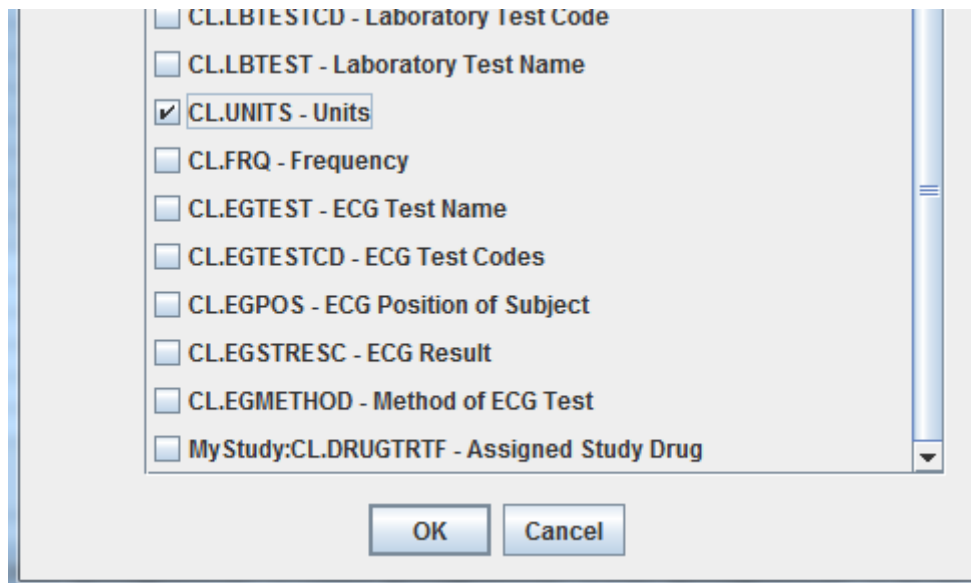 CL.LBTESTCD - Laboratory Test Code
CL.LBTEST - Laboratory Test Name
CL.UNITS - Units
CL.FRQ - Frequency
CL.EGTEST - ECG Test Name
CL.EGTESTCD - ECG Test Codes
CL.EGPOS - ECG Position of Subject
CL.EGSTRESC - ECG Result
CL.EGMETHOD - Method of ECG Test
MyStudy:CL.DRUGTRTF - Assigned Study Drug
OK Cancel